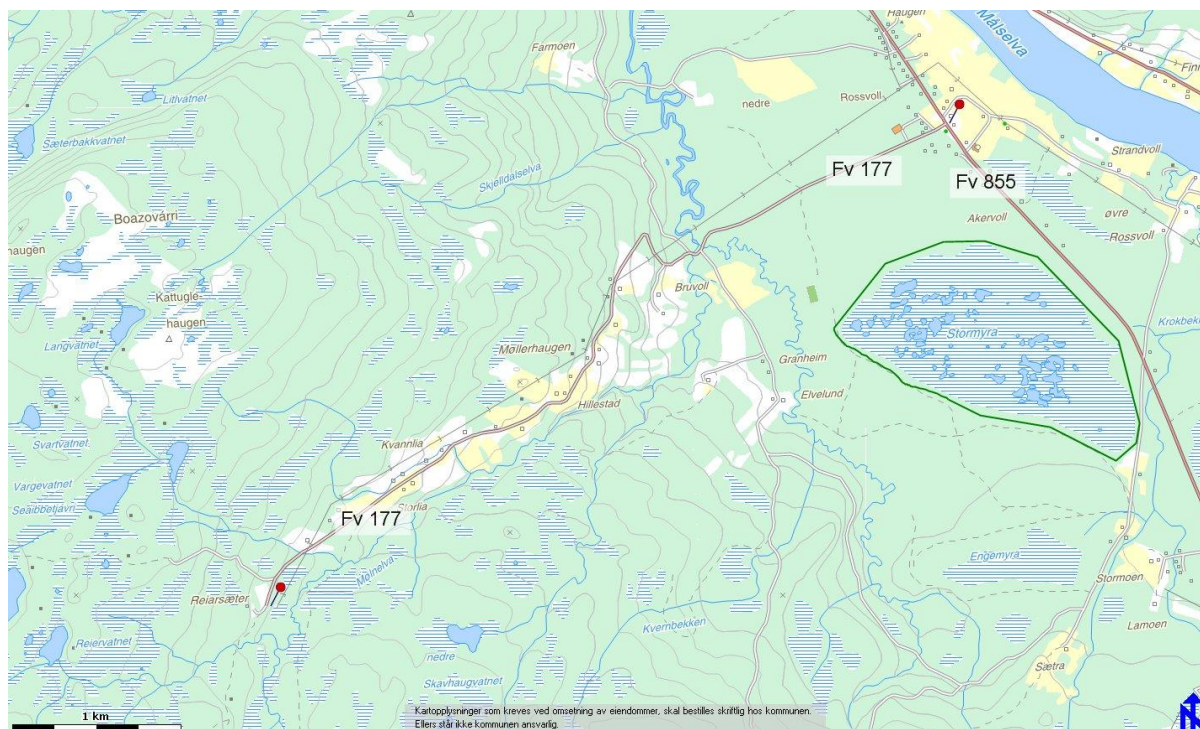 Haugen
Målselva
Finn
Farmoen
Litlvatnet
nedre
Rossvoll
Sæterbakkvatnet
Strandvoll
Fv 177
Fv 855
Skjelldalselva
Boazovárri
haugen
øvre
Rossvoll
Akervoll
Bruvoll
Kattugle-
haugen
Krokbekk
Stormyra
Langvatnet
Møllerhaugen
Granheim
Elvelund
Hillestad
Svartvatnet
Kvannlia
Vargevatnet
Seaibbetjávri
Storlia
Fv 177
Engemyra
Mølnelva
Stormoen
Reiarsæter
Lamoen
Kvernbekken
Reiervatnet
nedre
Skavhaugvatnet
Sætra
1 km
Kartopplysninger som kreves ved omsetning av eiendommer, skal bestilles skriftlig hos kommunen.
Ellers står ikke kommunen ansvarlig.
N